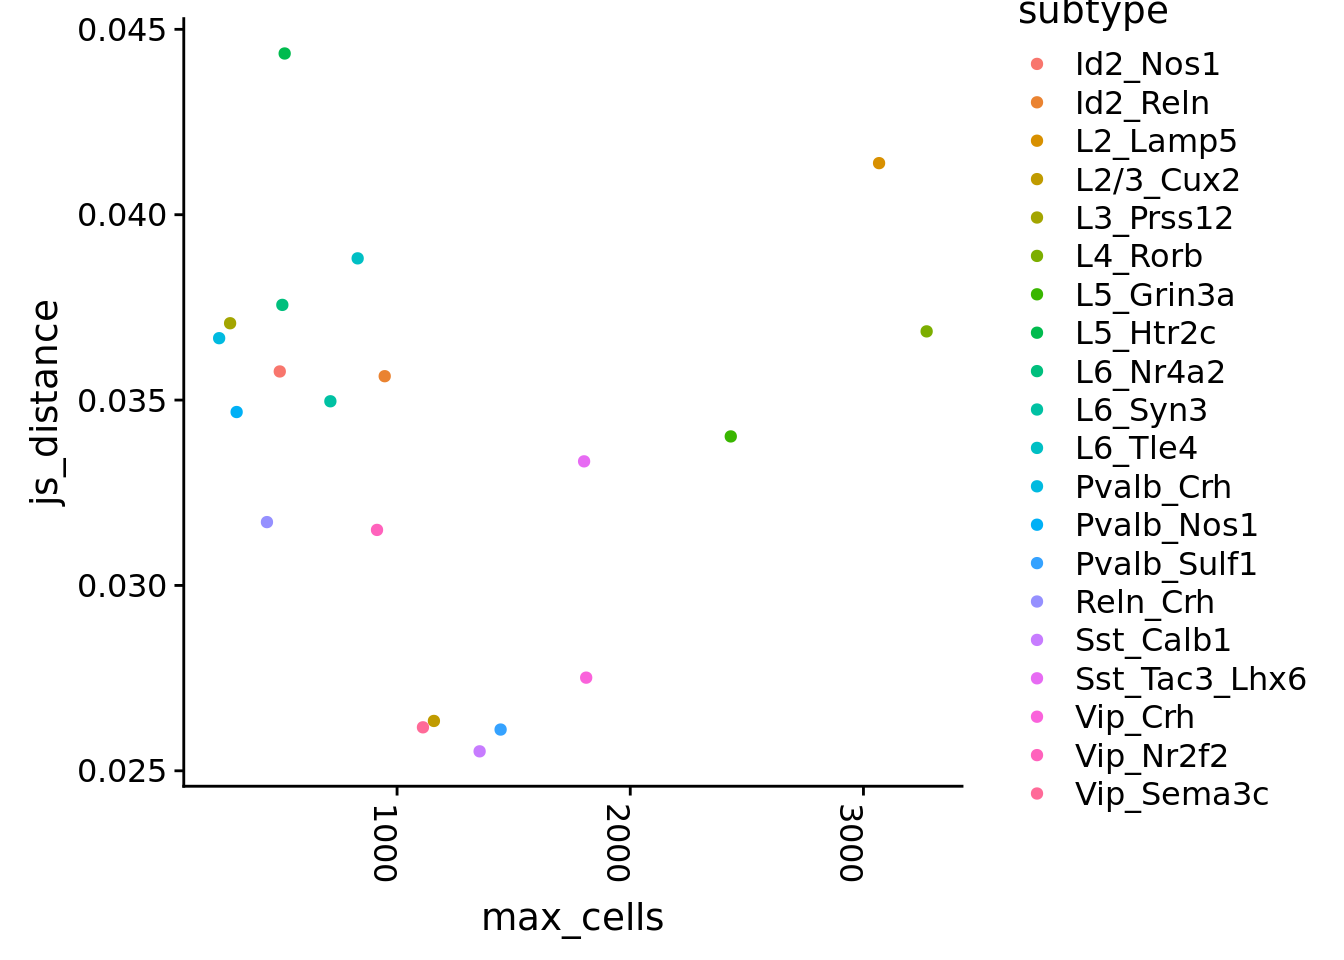 subtype
0.045
0.040
0.035
0.030
0.025
js_distance
1000
2000
3000
max_cells
Id2_Nos1
Id2_Reln
L2_Lamp5
L2/3_Cux2
L3_Prss12
L4_Rorb
L5_Grin3a
L5_Htr2c
L6_Nr4a2
L6_Syn3
L6_Tle4
Pvalb_Crh
Pvalb_Nos1
Pvalb_Sulf1
Reln_Crh
Sst_Calb1
Sst_Tac3_Lhx6
Vip_Crh
Vip_Nr2f2
Vip_Sema3c